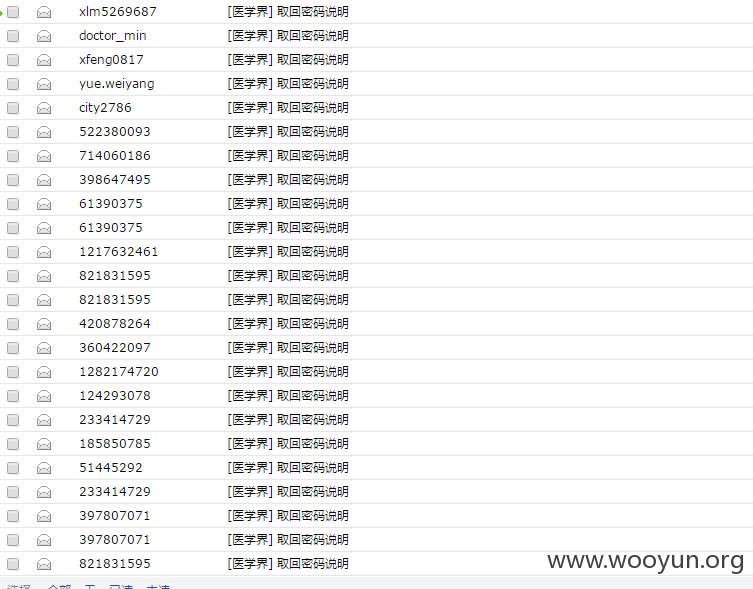 xlm5269687 [医学界] 取回密码说明
doctor_min [医学界] 取回密码说明
xfeng0817 [医学界] 取回密码说明
yue.weiyang [医学界] 取回密码说明
city2786 [医学界] 取回密码说明
522380093 [医学界] 取回密码说明
714060186 [医学界] 取回密码说明
398647495 [医学界] 取回密码说明
61390375 [医学界] 取回密码说明
61390375 [医学界] 取回密码说明
1217632461 [医学界] 取回密码说明
821831595 [医学界] 取回密码说明
821831595 [医学界] 取回密码说明
420878264 [医学界] 取回密码说明
360422097 [医学界] 取回密码说明
1282174720 [医学界] 取回密码说明
124293078 [医学界] 取回密码说明
233414729 [医学界] 取回密码说明
185850785 [医学界] 取回密码说明
51445292 [医学界] 取回密码说明
233414729 [医学界] 取回密码说明
397807071 [医学界] 取回密码说明
397807071 [医学界] 取回密码说明
821831595 [医学界] 取回密码说明
www.wooyun.org